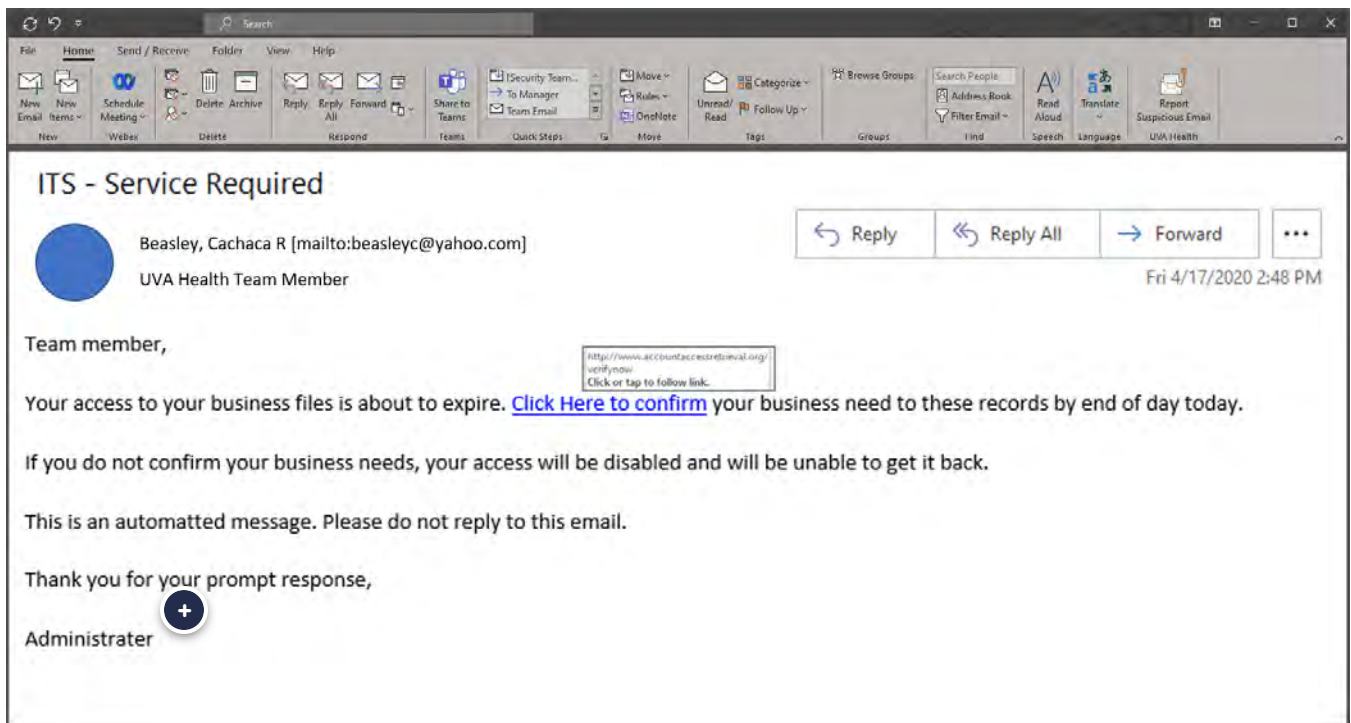 Search
File Home Send / Receive Folder View Help
New Email New Items Schedule Meeting Delete Archive Reply Reply All Forward Share to Teams !Security Team... To Manager Team Email Move Rules OneNote Unread/ Read Categorize Follow Up Browse Groups Search People Address Book Filter Email Read Aloud Translate Report Suspicious Email
New Webex Delete Respond Teams Quick Steps Move Tags Groups Find Speech Language UVA Health
ITS - Service Required
Beasley, Cachaca R [mailto:beasleyc@yahoo.com]
UVA Health Team Member
Reply Reply All Forward ...
Fri 4/17/2020 2:48 PM
Team member,
http://www.accountaccessretrieval.org/
verifynow
Click or tap to follow link.
Your access to your business files is about to expire. Click Here to confirm your business need to these records by end of day today.
If you do not confirm your business needs, your access will be disabled and will be unable to get it back.
This is an automatted message. Please do not reply to this email.
Thank you for your prompt response,
+
Administrater